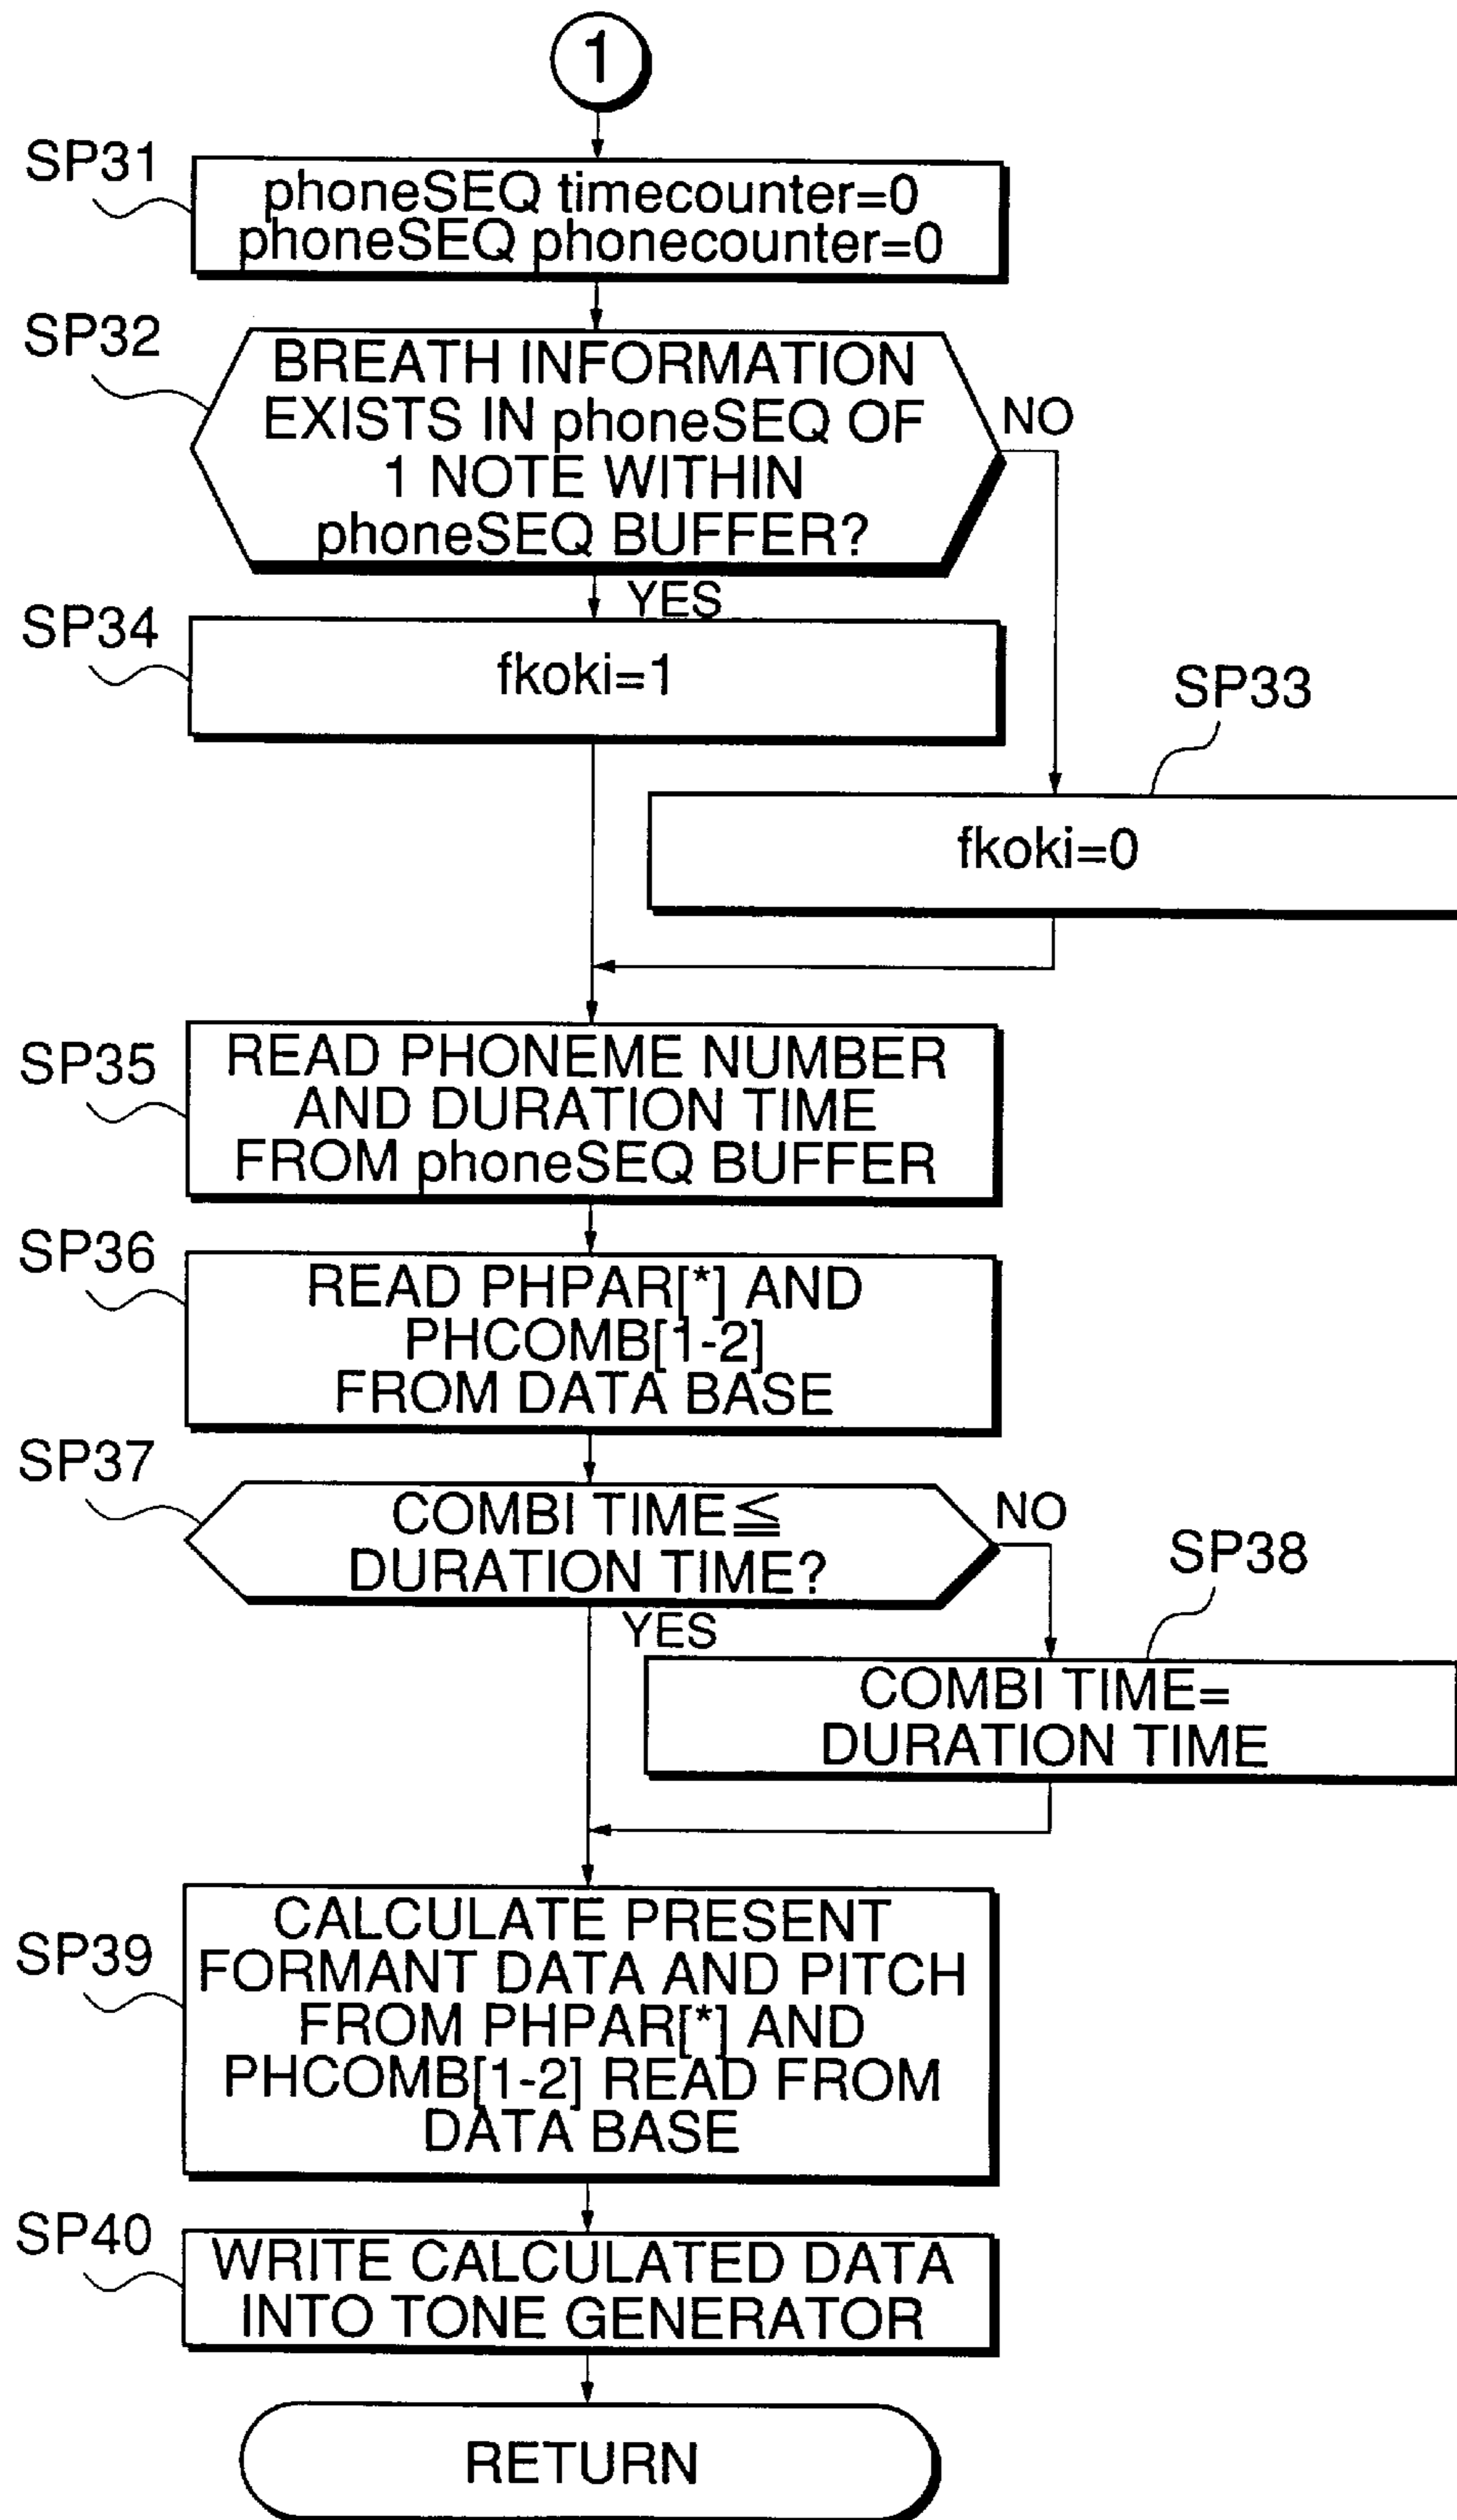 1
SP31
phoneSEQ timecounter=0
phoneSEQ phonecounter=0
SP32
BREATH INFORMATION
EXISTS IN phoneSEQ OF
1 NOTE WITHIN
phoneSEQ BUFFER?
NO
YES
SP34
fkoki=1
SP33
fkoki=0
SP35
READ PHONEME NUMBER
AND DURATION TIME
FROM phoneSEQ BUFFER
SP36
READ PHPAR[*] AND
PHCOMB[1-2]
FROM DATA BASE
SP37
COMBI TIME≦
DURATION TIME?
NO
YES
SP38
COMBI TIME=
DURATION TIME
SP39
CALCULATE PRESENT
FORMANT DATA AND PITCH
FROM PHPAR[*] AND
PHCOMB[1-2] READ FROM
DATA BASE
SP40
WRITE CALCULATED DATA
INTO TONE GENERATOR
RETURN